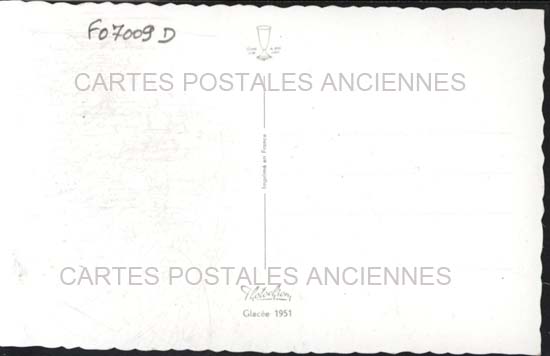 F07009 D
CARTES POSTALES ANCIENNES
Imprimé en France
CARTES POSTALES ANCIENNES
Glacée 1951